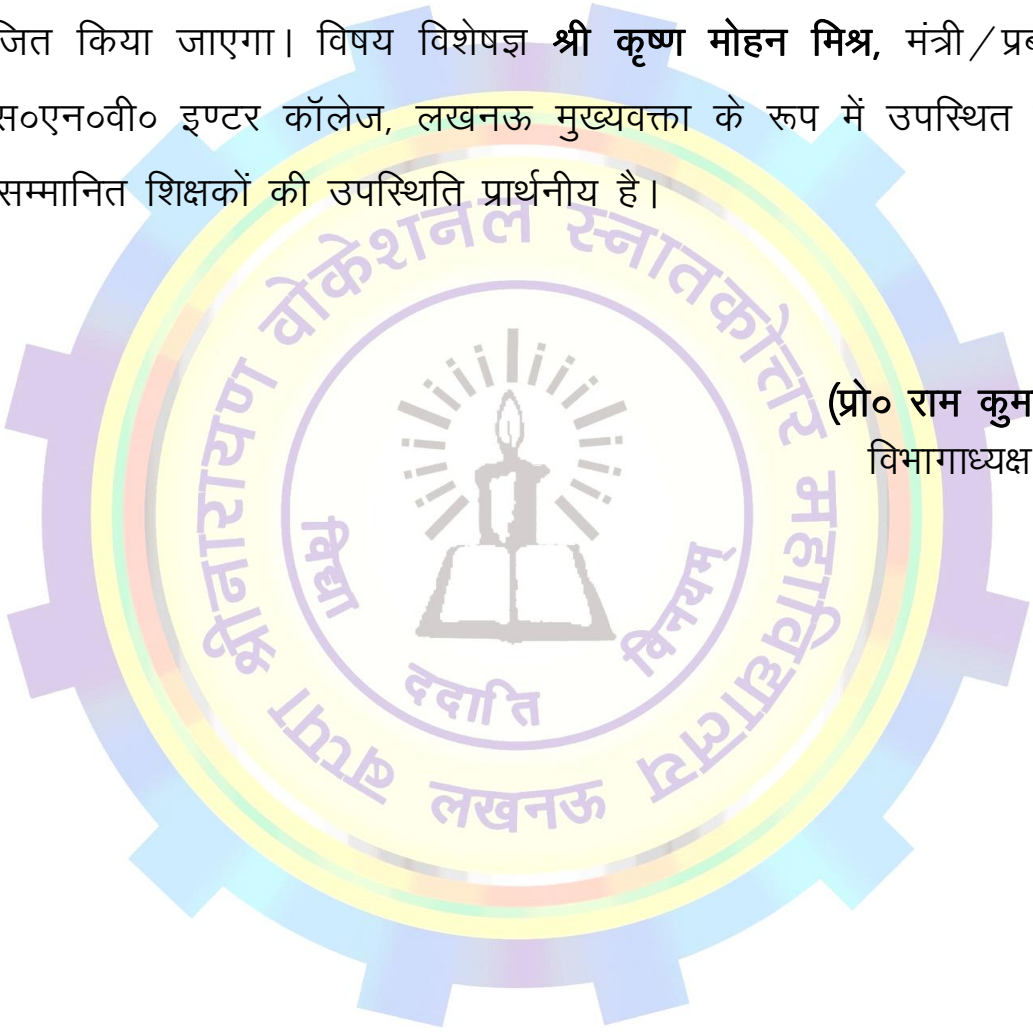 जित किया जाएगा। विषय विशेषज्ञ श्री कृष्ण मोहन मिश्र, मंत्री/प्रब
स०एन०वी० इण्टर कॉलेज, लखनऊ मुख्यवक्ता के रूप में उपस्थित
सम्मानित शिक्षकों की उपस्थिति प्रार्थनीय है।
(प्रो० राम कुम
विभागाध्यक्ष
बप्पा श्रीनारायण वोकेशनल स्नातकोत्तर महाविद्यालय
लखनऊ
विद्या ददाति विनयम्